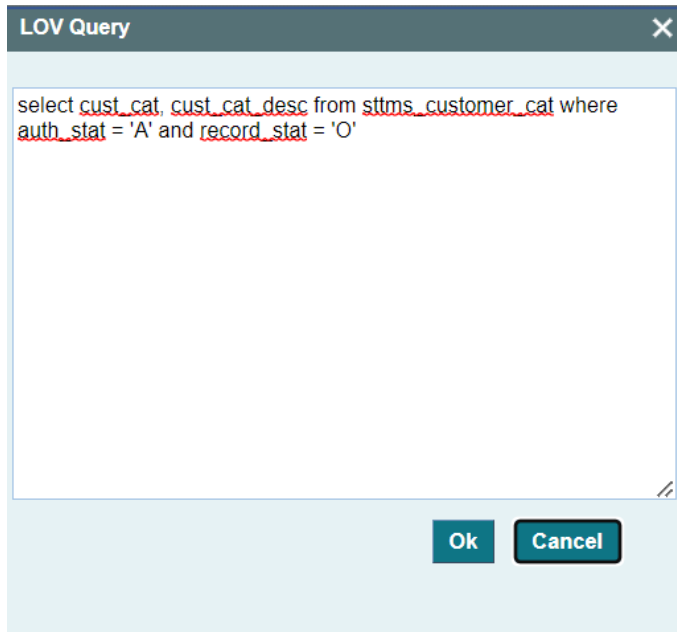 LOV Query
select cust_cat, cust_cat_desc from sttms_customer_cat where
auth_stat = 'A' and record_stat = 'O'
Ok
Cancel